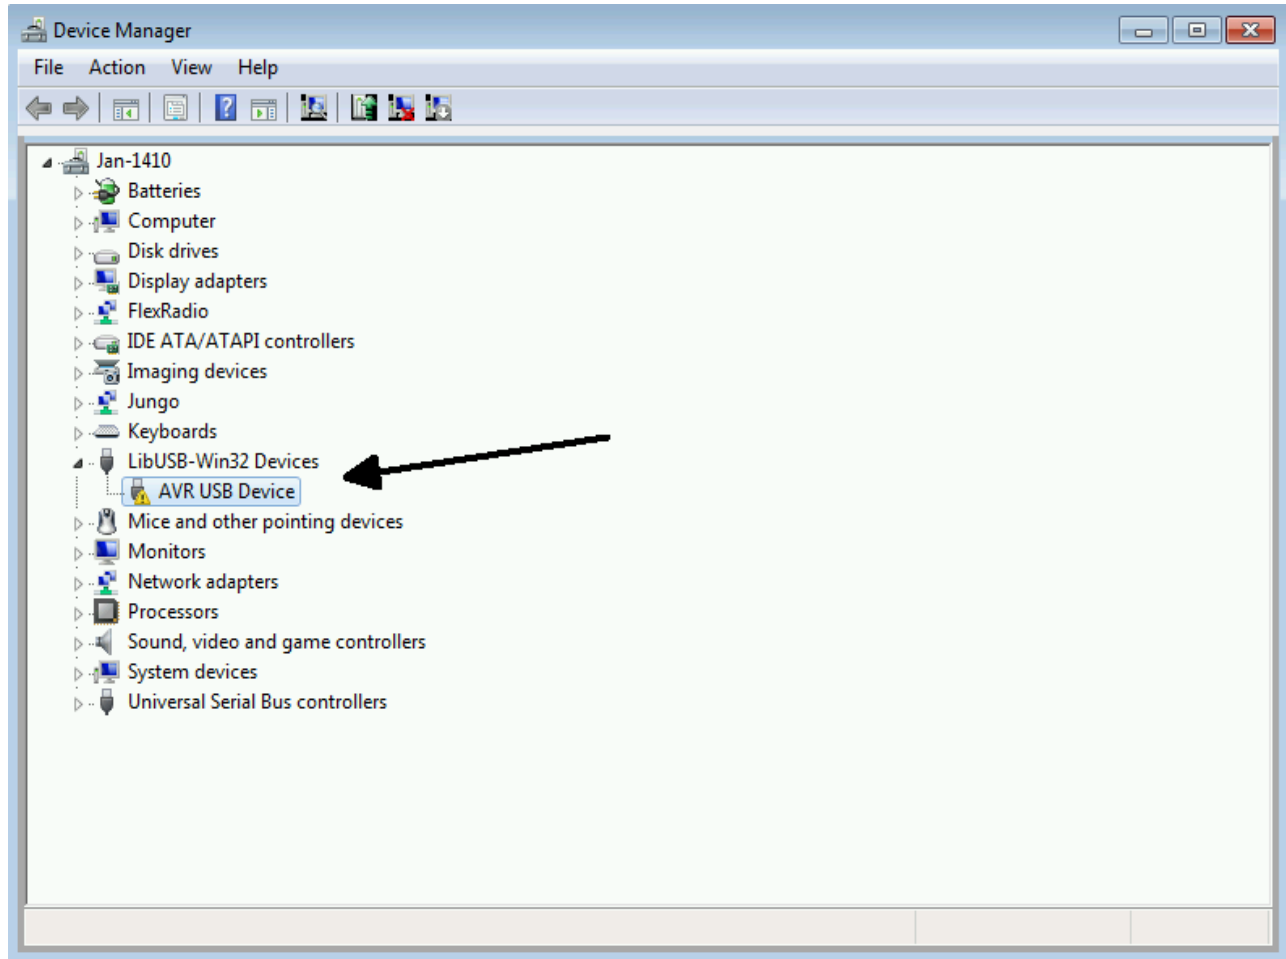 Device Manager
File Action View Help
Jan-1410
Batteries
Computer
Disk drives
Display adapters
FlexRadio
IDE ATA/ATAPI controllers
Imaging devices
Jungo
Keyboards
LibUSB-Win32 Devices
AVR USB Device
Mice and other pointing devices
Monitors
Network adapters
Processors
Sound, video and game controllers
System devices
Universal Serial Bus controllers